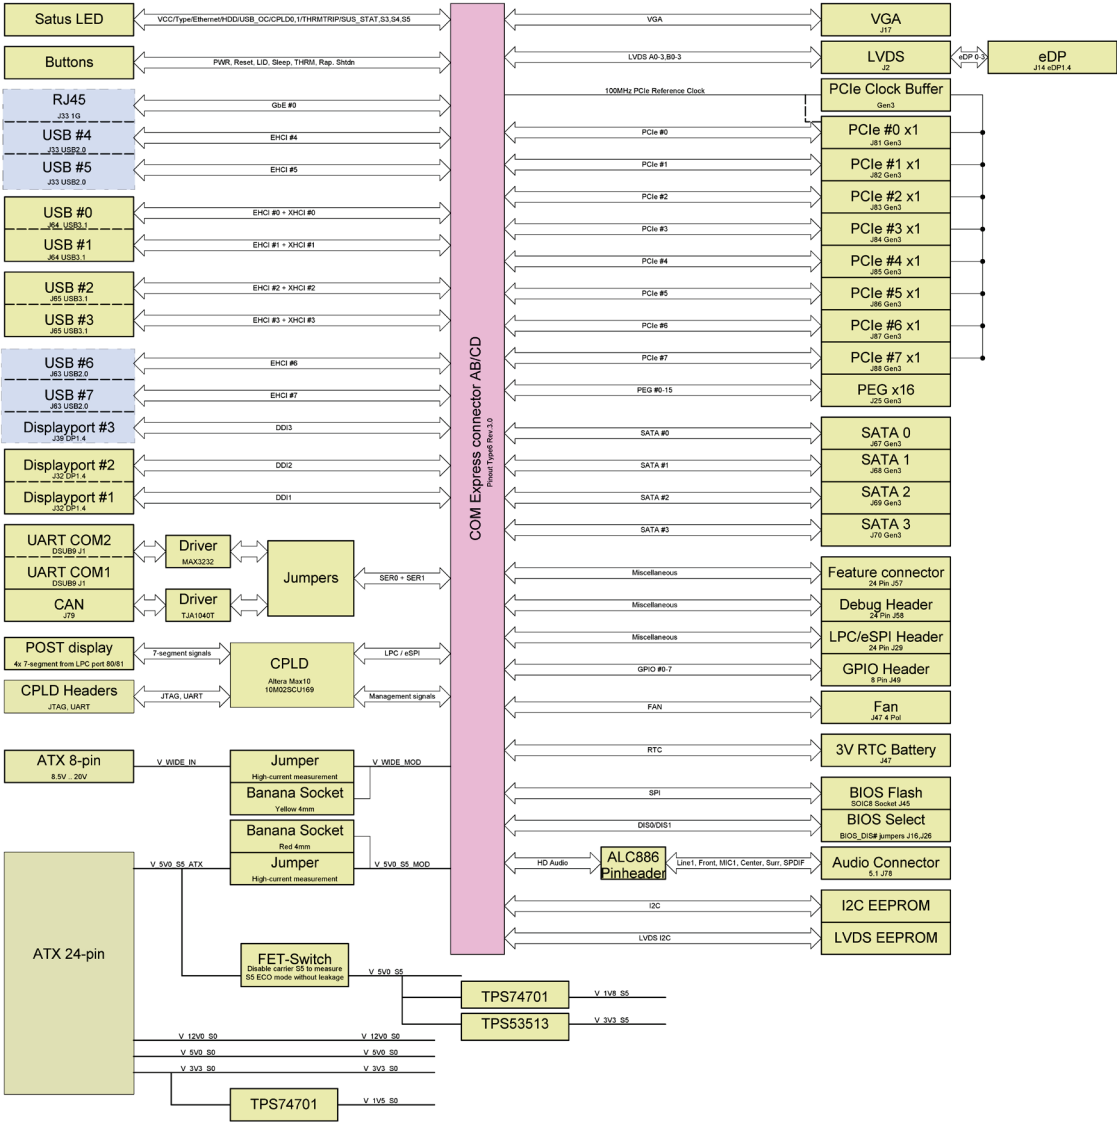 Satus LED
VCC/Type/Ethernet/HDD/USB_OC/CPLD0,1/THRMTRIP/SUS_STAT,S3,S4,S5
Buttons
PWR, Reset, LID, Sleep, THRM, Rap. Shtdn
RJ45
J33 1G
GbE #0
USB #4
J33 USB2.0
EHCI #4
USB #5
J33 USB2.0
EHCI #5
USB #0
J64 USB3.1
EHCI #0 + XHCI #0
USB #1
J64 USB3.1
EHCI #1 + XHCI #1
USB #2
J65 USB3.1
EHCI #2 + XHCI #2
USB #3
J65 USB3.1
EHCI #3 + XHCI #3
USB #6
J63 USB2.0
EHCI #6
USB #7
J63 USB2.0
EHCI #7
Displayport #3
J39 DP1.4
DDI3
Displayport #2
J32 DP1.4
DDI2
Displayport #1
J32 DP1.4
DDI1
UART COM2
DSUB9 J1
Driver
MAX3232
UART COM1
DSUB9 J1
CAN
J79
Driver
TJA1040T
Jumpers
SER0 + SER1
POST display
4x 7-segment from LPC port 80/81
7-segment signals
CPLD
Altera Max10
10M02SCU169
LPC / eSPI
CPLD Headers
JTAG, UART
JTAG, UART
Management signals
ATX 8-pin
8.5V .. 20V
V_WIDE_IN
Jumper
High-current measurement
V_WIDE_MOD
Banana Socket
Yellow 4mm
Banana Socket
Red 4mm
V_5V0_S5_ATX
Jumper
High-current measurement
V_5V0_S5_MOD
ATX 24-pin
FET-Switch
Disable carrier S5 to measure
S5 ECO mode without leakage
V_5V0_S5
TPS74701
V_1V8_S5
TPS53513
V_3V3_S5
V_12V0_S0
V_12V0_S0
V_5V0_S0
V_5V0_S0
V_3V3_S0
V_3V3_S0
TPS74701
V_1V5_S0
COM Express connector AB/CD
Pinout Type6 Rev.3.0
VGA
VGA
J17
LVDS A0-3,B0-3
LVDS
J2
eDP 0-3
eDP
J14 eDP1.4
100MHz PCIe Reference Clock
PCIe Clock Buffer
Gen3
PCIe #0
PCIe #0 x1
J81 Gen3
PCIe #1
PCIe #1 x1
J82 Gen3
PCIe #2
PCIe #2 x1
J83 Gen3
PCIe #3
PCIe #3 x1
J84 Gen3
PCIe #4
PCIe #4 x1
J85 Gen3
PCIe #5
PCIe #5 x1
J86 Gen3
PCIe #6
PCIe #6 x1
J87 Gen3
PCIe #7
PCIe #7 x1
J88 Gen3
PEG #0-15
PEG x16
J25 Gen3
SATA #0
SATA 0
J67 Gen3
SATA #1
SATA 1
J68 Gen3
SATA #2
SATA 2
J69 Gen3
SATA #3
SATA 3
J70 Gen3
Miscellaneous
Feature connector
24 Pin J57
Miscellaneous
Debug Header
24 Pin J58
Miscellaneous
LPC/eSPI Header
24 Pin J29
GPIO #0-7
GPIO Header
8 Pin J49
FAN
Fan
J47 4 Pol
RTC
3V RTC Battery
J47
SPI
BIOS Flash
SOIC8 Socket J45
DIS0/DIS1
BIOS Select
BIOS_DIS# jumpers J16,J26
HD Audio
ALC886
Pinheader
Line1, Front, MIC1, Center, Surr, SPDIF
Audio Connector
5.1 J78
I2C
I2C EEPROM
LVDS I2C
LVDS EEPROM